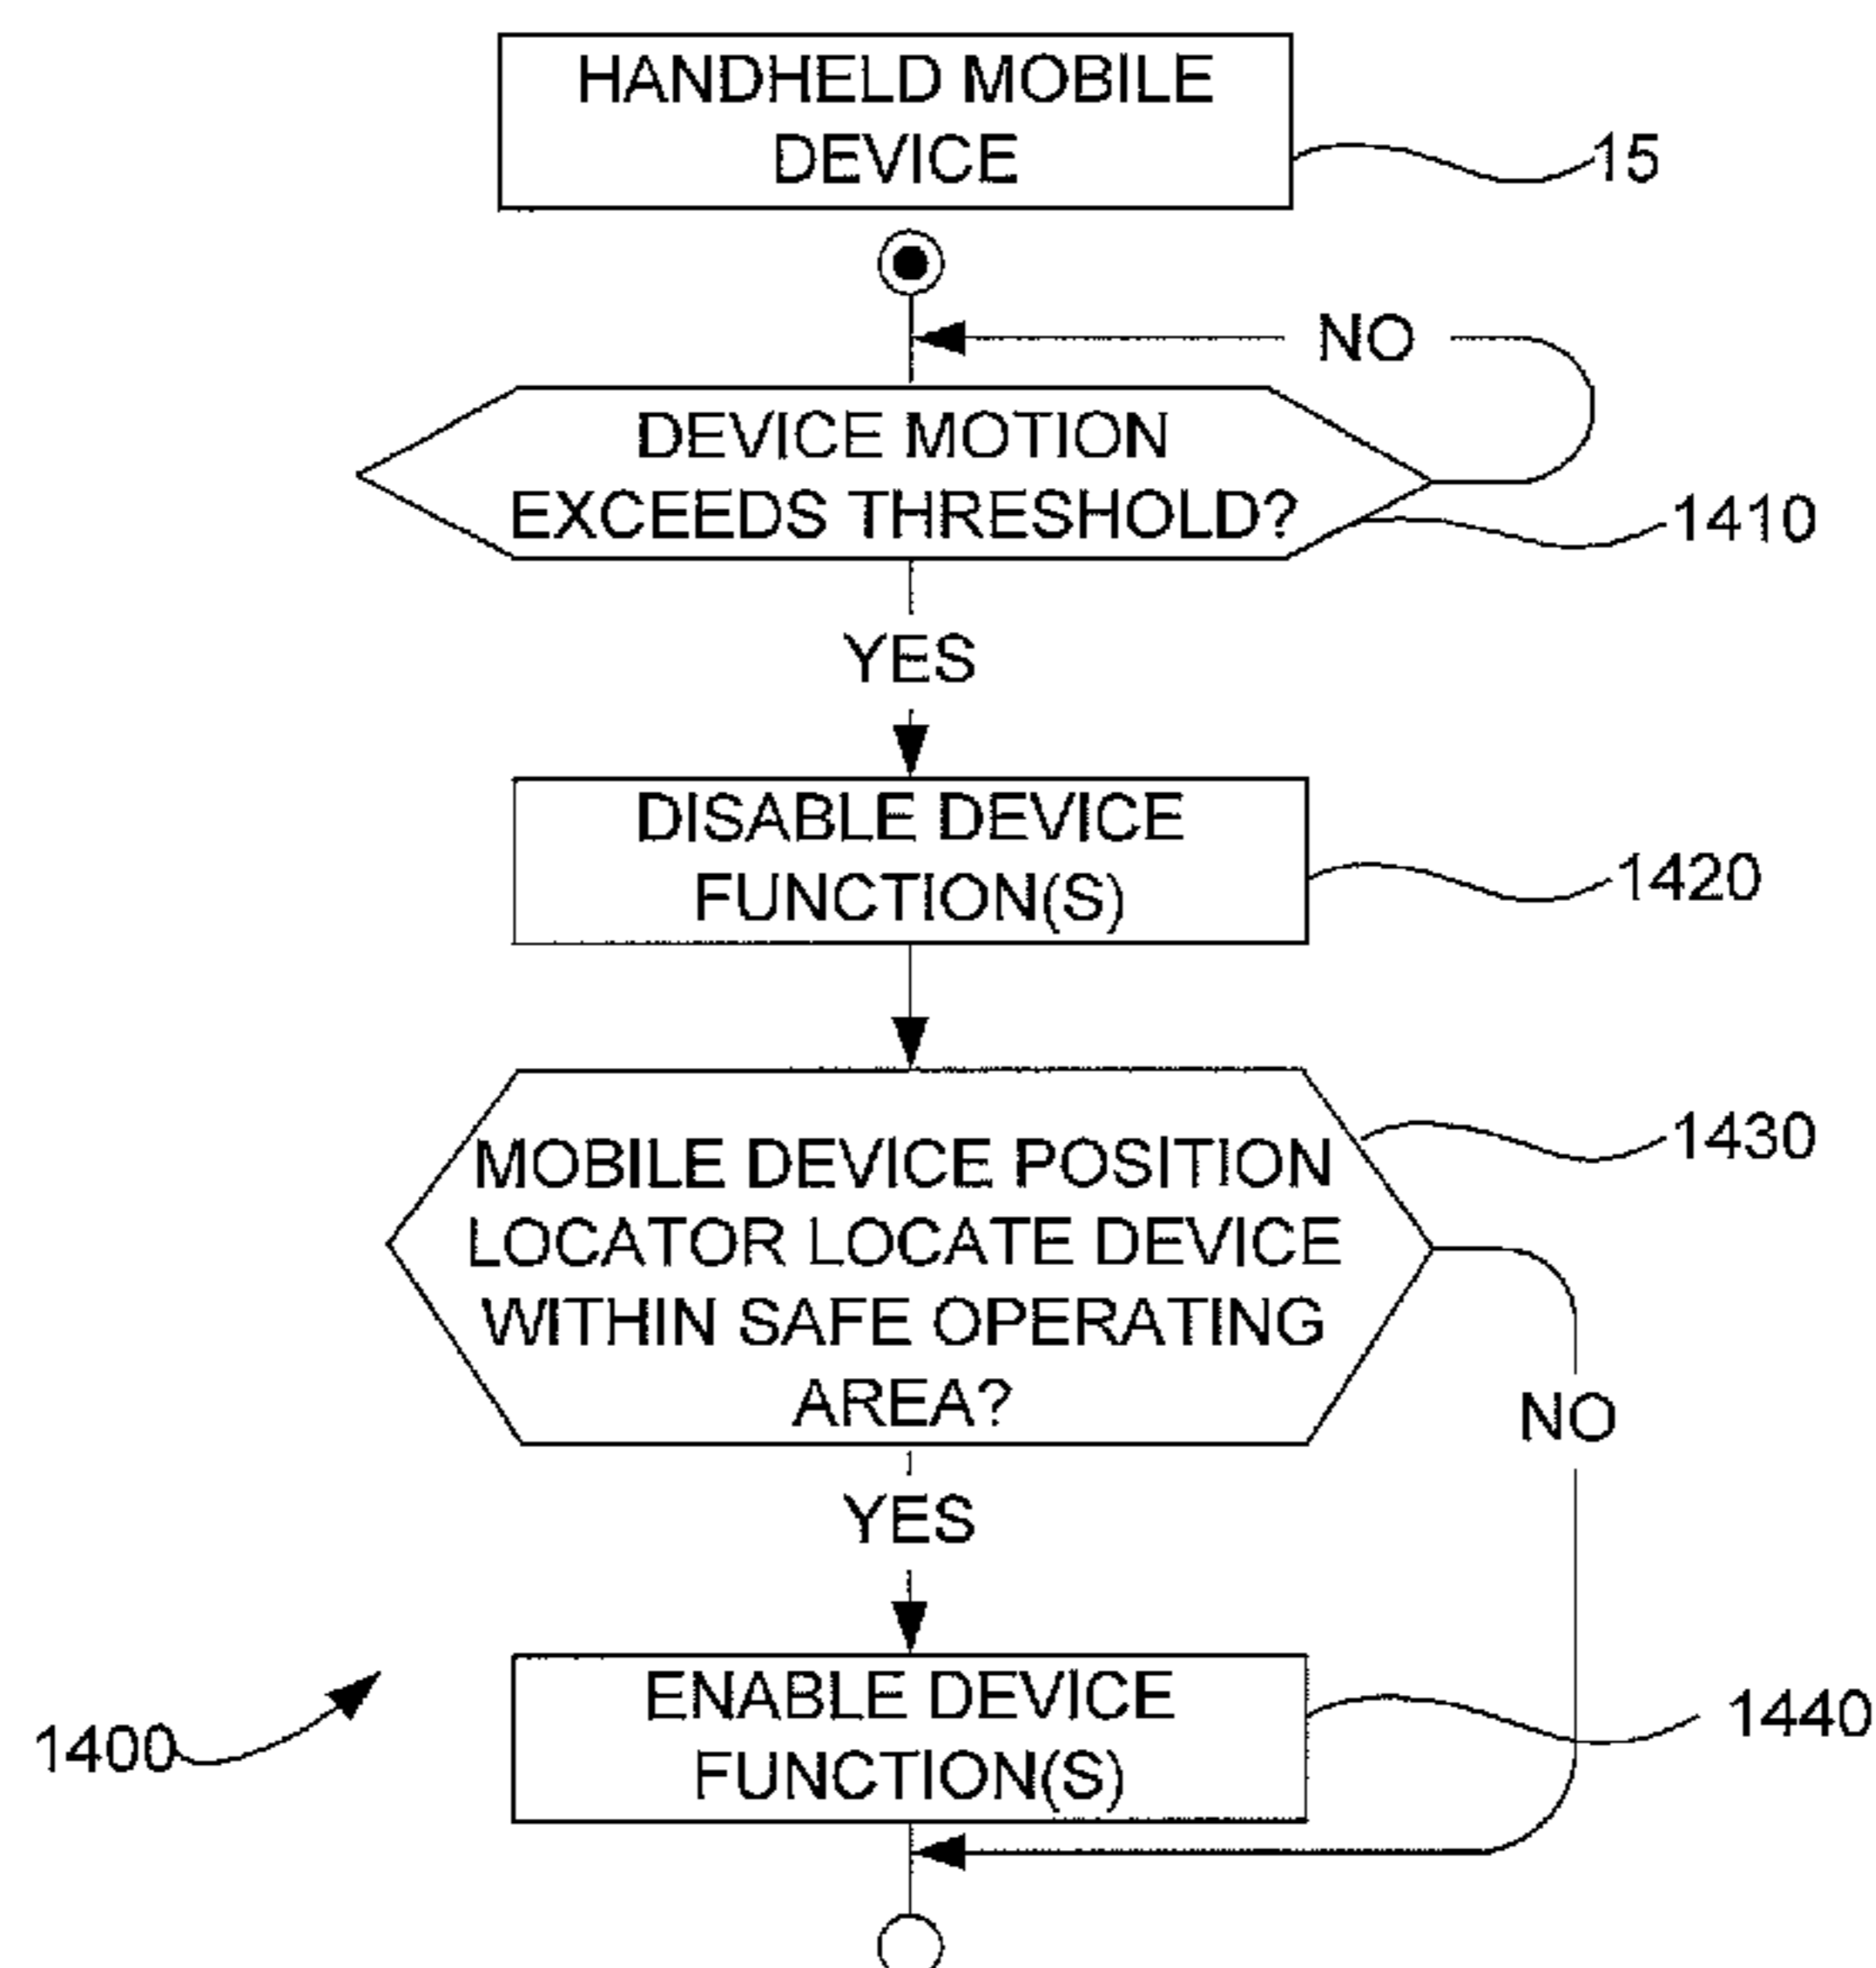 HANDHELD MOBILE
DEVICE
15
NO
DEVICE MOTION
EXCEEDS THRESHOLD?
1410
YES
DISABLE DEVICE
FUNCTION(S)
1420
MOBILE DEVICE POSITION
LOCATOR LOCATE DEVICE
WITHIN SAFE OPERATING
AREA?
1430
NO
YES
ENABLE DEVICE
FUNCTION(S)
1440
1400